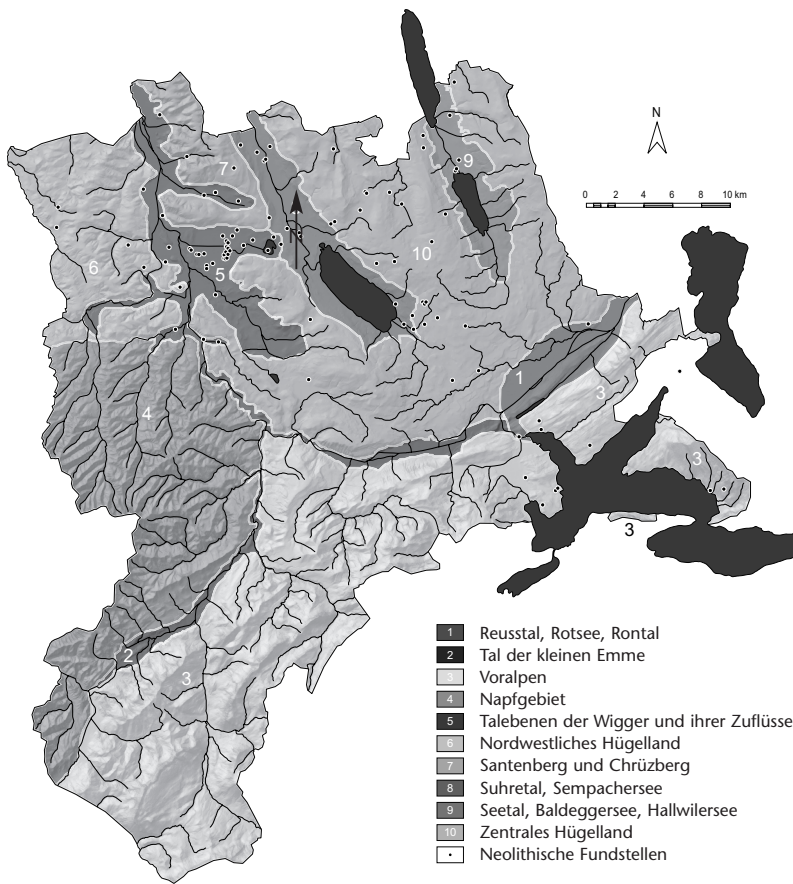 N
0 2 4 6 8 10 km
7
9
6
5
10
1
3
4
3
3
2
3
1 Reusstal, Rotsee, Rontal
2 Tal der kleinen Emme
3 Voralpen
4 Napfgebiet
5 Talebenen der Wigger und ihrer Zuflüsse
6 Nordwestliches Hügelland
7 Santenberg und Chrüzberg
8 Suhretal, Sempachersee
9 Seetal, Baldeggersee, Hallwilersee
10 Zentrales Hügelland
Neolithische Fundstellen